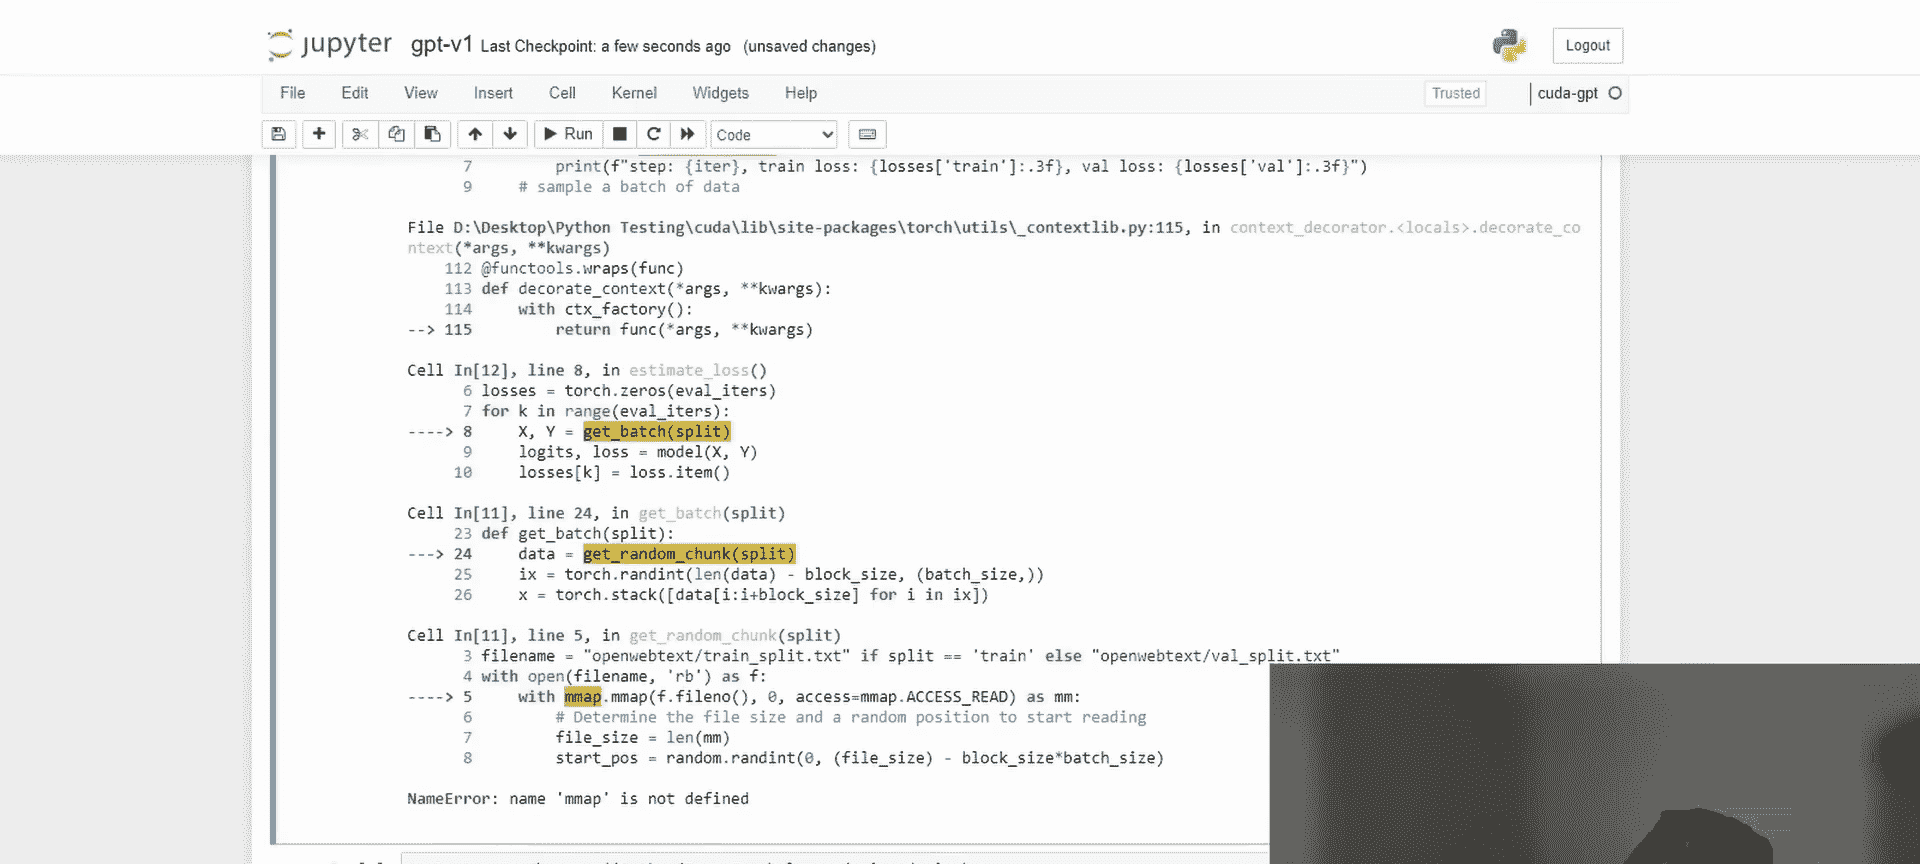 jupyter gpt-v1 Last Checkpoint: a few seconds ago (unsaved changes) Logout
File Edit View Insert Cell Kernel Widgets Help Trusted cuda-gpt
Run Code
7 print(f"step: {iter}, train loss: {losses['train']:.3f}, val loss: {losses['val']:.3f}")
9 # sample a batch of data
File D:\Desktop\Python Testing\cuda\lib\site-packages\torch\utils\_contextlib.py:115, in context_decorator.<locals>.decorate_co
ntext(*args, **kwargs)
112 @functools.wraps(func)
113 def decorate_context(*args, **kwargs):
114 with ctx_factory():
--> 115 return func(*args, **kwargs)
Cell In[12], line 8, in estimate_loss()
6 losses = torch.zeros(eval_iters)
7 for k in range(eval_iters):
----> 8 X, Y = get_batch(split)
9 logits, loss = model(X, Y)
10 losses[k] = loss.item()
Cell In[11], line 24, in get_batch(split)
23 def get_batch(split):
---> 24 data = get_random_chunk(split)
25 ix = torch.randint(len(data) - block_size, (batch_size,))
26 x = torch.stack([data[i:i+block_size] for i in ix])
Cell In[11], line 5, in get_random_chunk(split)
3 filename = "openwebtext/train_split.txt" if split == 'train' else "openwebtext/val_split.txt"
4 with open(filename, 'rb') as f:
----> 5 with mmap.mmap(f.fileno(), 0, access=mmap.ACCESS_READ) as mm:
6 # Determine the file size and a random position to start reading
7 file_size = len(mm)
8 start_pos = random.randint(0, (file_size) - block_size*batch_size)
NameError: name 'mmap' is not defined